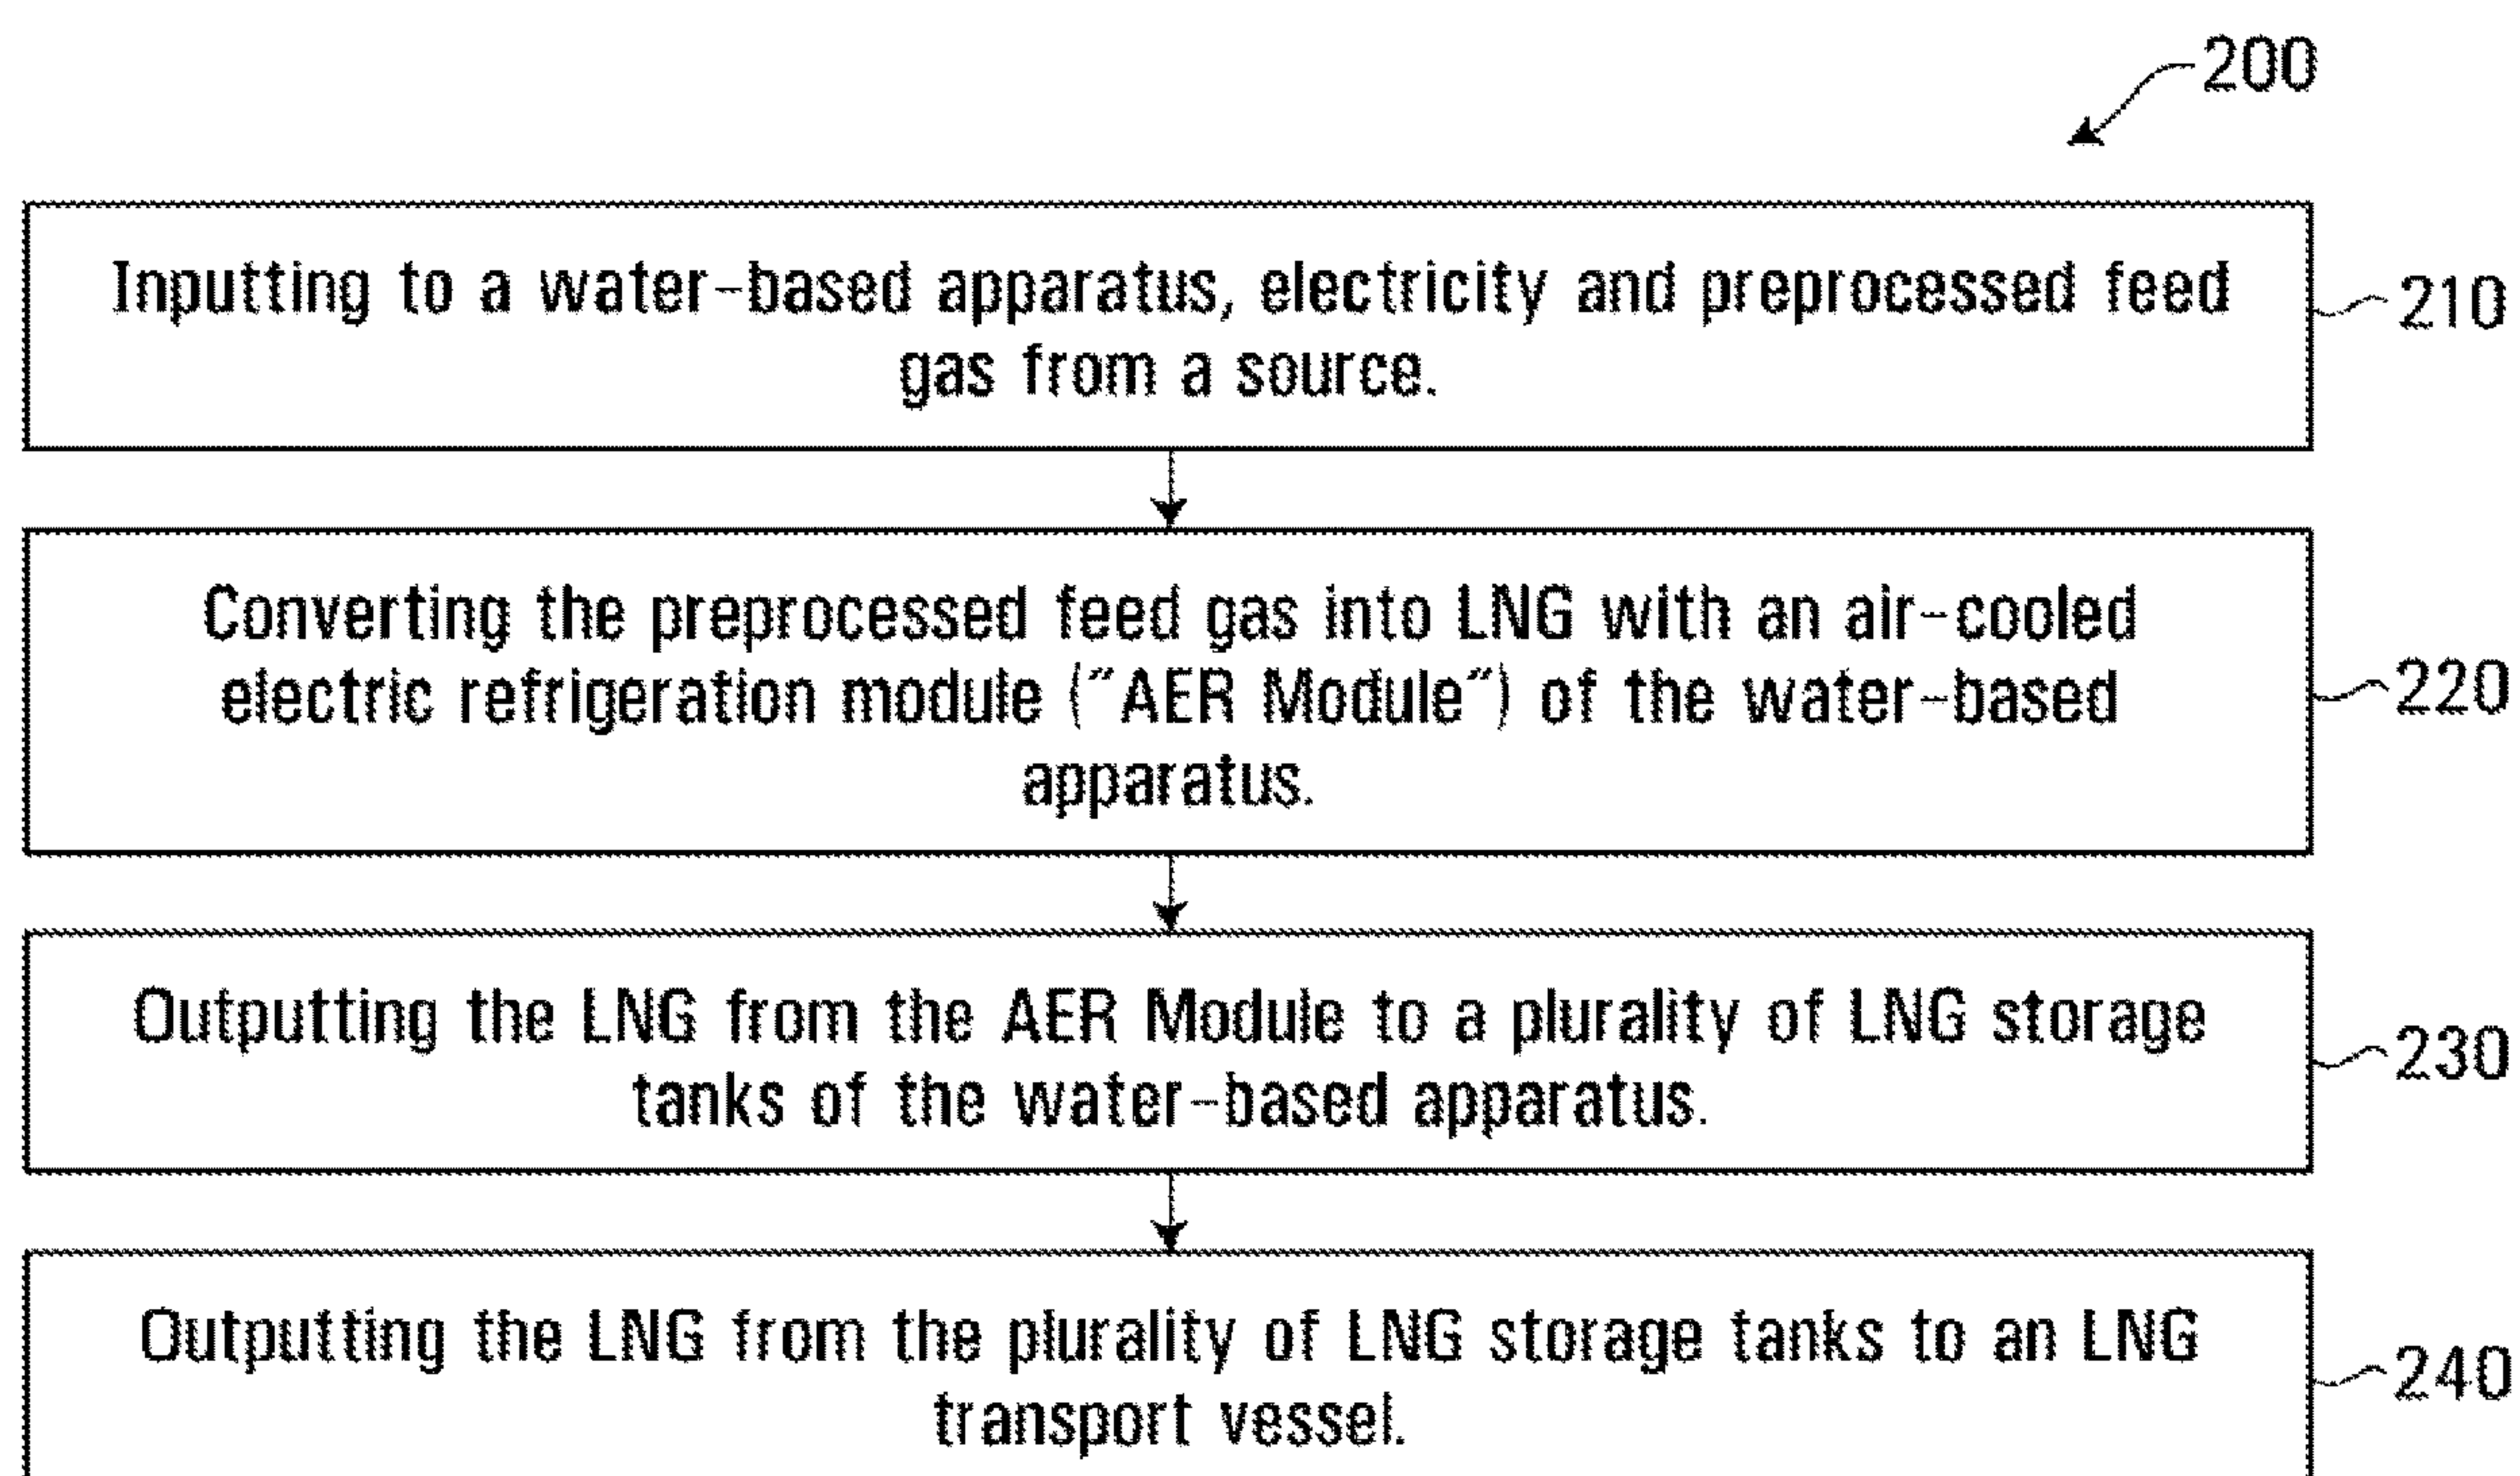 200
Inputting to a water-based apparatus, electricity and preprocessed feed
gas from a source.
210
Converting the preprocessed feed gas into LNG with an air-cooled
electric refrigeration module ("AER Module") of the water-based
apparatus.
220
Outputting the LNG from the AER Module to a plurality of LNG storage
tanks of the water-based apparatus.
230
Outputting the LNG from the plurality of LNG storage tanks to an LNG
transport vessel.
240